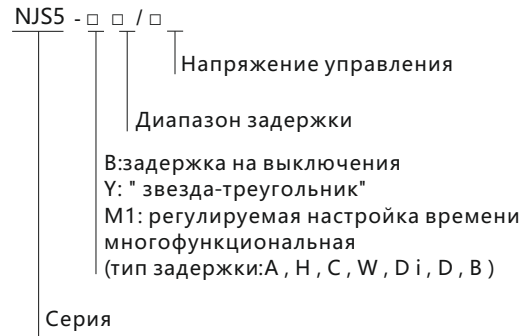 NJS5 - □ □ / □
Напряжение управления
Диапазон задержки
B:задержка на выключения
Y: " звезда-треугольник"
M1: регулируемая настройка времени
многофункциональная
(тип задержки:A , H , C , W , D i , D , B )
Серия